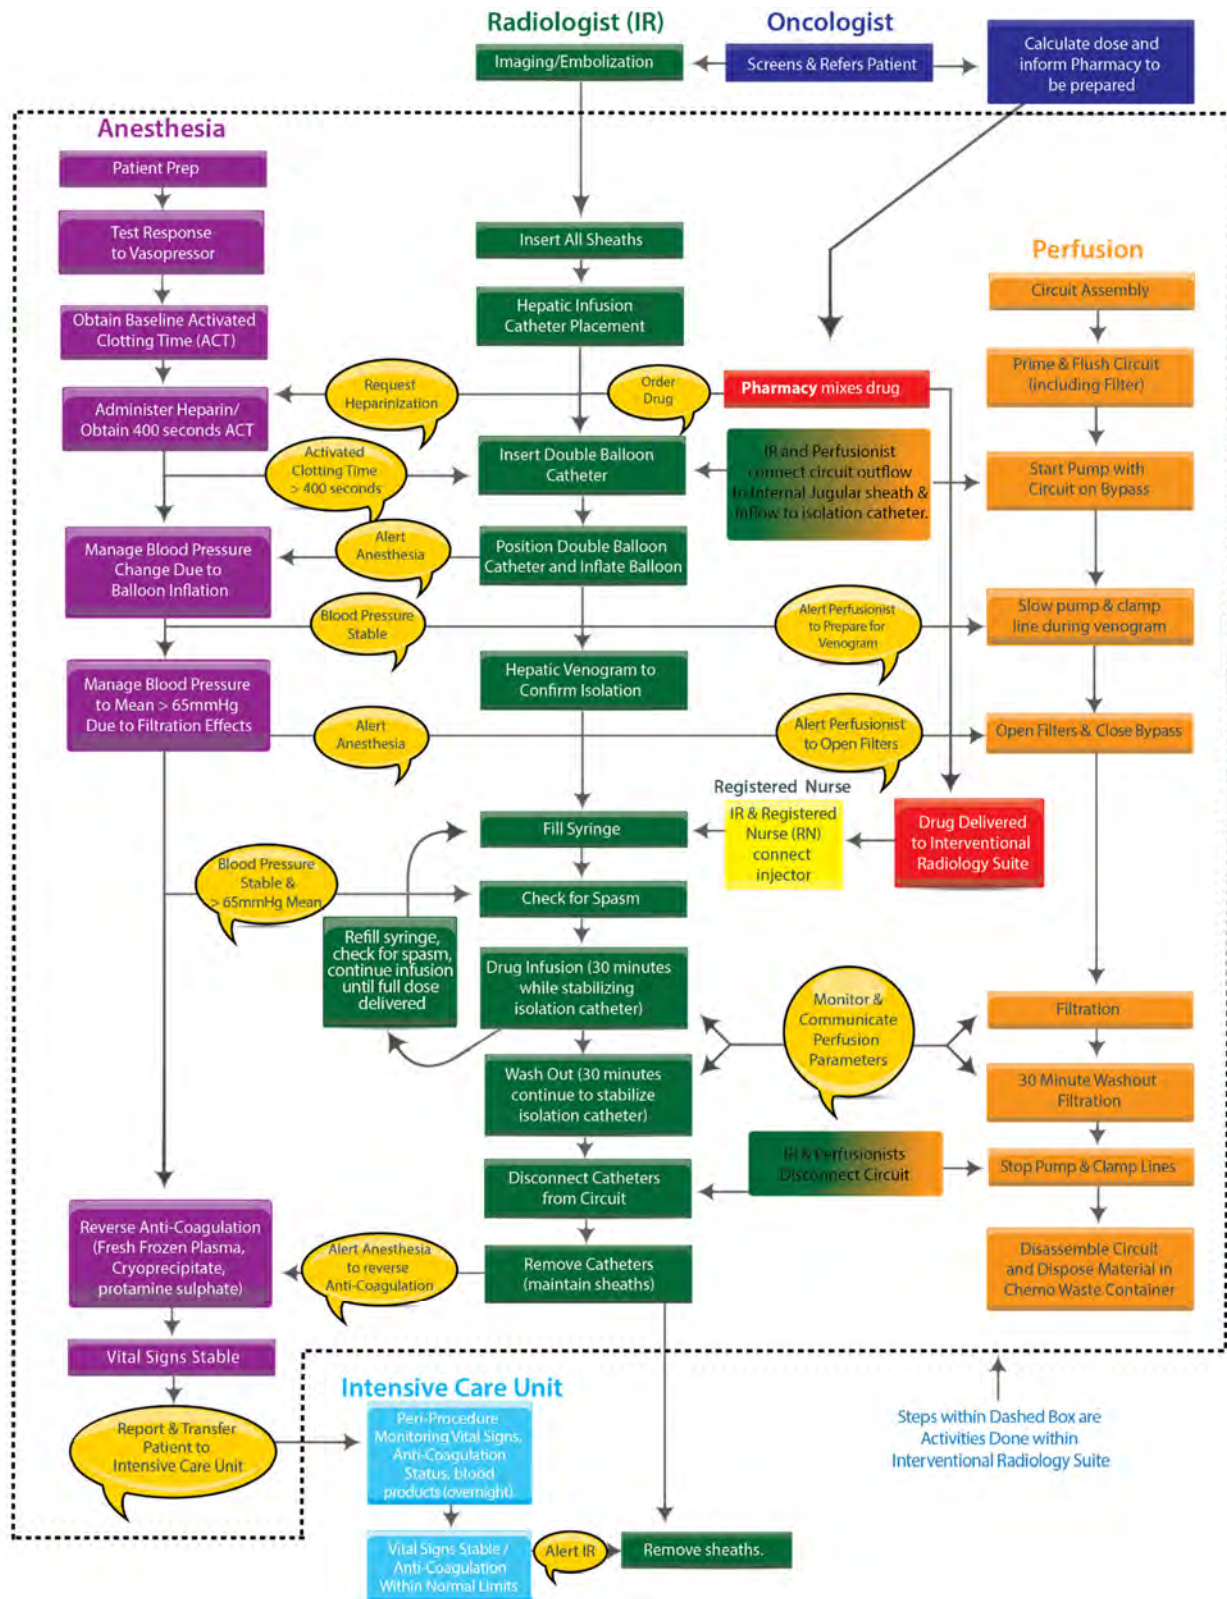 Radiologist (IR)
Oncologist
Imaging/Embolization
Screens & Refers Patient
Calculate dose and
inform Pharmacy to
be prepared
Anesthesia
Patient Prep
Test Response
to Vasopressor
Obtain Baseline Activated
Clotting Time (ACT)
Administer Heparin/
Obtain 400 seconds ACT
Manage Blood Pressure
Change Due to
Balloon Inflation
Manage Blood Pressure
to Mean > 65mmHg
Due to Filtration Effects
Reverse Anti-Coagulation
(Fresh Frozen Plasma,
Cryoprecipitate,
protamine sulphate)
Vital Signs Stable
Report & Transfer
Patient to
Intensive Care Unit
Request
Heparinization
Activated
Clotting Time
> 400 seconds
Alert
Anesthesia
Blood Pressure
Stable
Alert
Anesthesia
Blood Pressure
Stable &
> 65mmHg Mean
Alert Anesthesia
to reverse
Anti-Coagulation
Insert All Sheaths
Hepatic Infusion
Catheter Placement
Insert Double Balloon
Catheter
Position Double Balloon
Catheter and Inflate Balloon
Hepatic Venogram to
Confirm Isolation
Fill Syringe
Check for Spasm
Refill syringe,
check for spasm,
continue infusion
until full dose
delivered
Drug Infusion (30 minutes
while stabilizing
isolation catheter)
Wash Out (30 minutes
continue to stabilize
isolation catheter)
Disconnect Catheters
from Circuit
Remove Catheters
(maintain sheaths)
Order
Drug
Pharmacy mixes drug
IR and Perfusionist
connect circuit outflow
to Internal Jugular sheath &
Inflow to isolation catheter.
Alert Perfusionist
to Prepare for
Venogram
Alert Perfusionist
to Open Filters
Registered Nurse
IR & Registered
Nurse (RN)
connect
injector
Drug Delivered
to Interventional
Radiology Suite
Monitor &
Communicate
Perfusion
Parameters
IR & Perfusionists
Disconnect Circuit
Perfusion
Circuit Assembly
Prime & Flush Circuit
(including Filter)
Start Pump with
Circuit on Bypass
Slow pump & clamp
line during venogram
Open Filters & Close Bypass
Filtration
30 Minute Washout
Filtration
Stop Pump & Clamp Lines
Disassemble Circuit
and Dispose Material in
Chemo Waste Container
Intensive Care Unit
Peri-Procedure
Monitoring Vital Signs,
Anti-Coagulation
Status, blood
products (overnight)
Vital Signs Stable /
Anti-Coagulation
Within Normal Limits
Alert IR
Remove sheaths.
Steps within Dashed Box are
Activities Done within
Interventional Radiology Suite